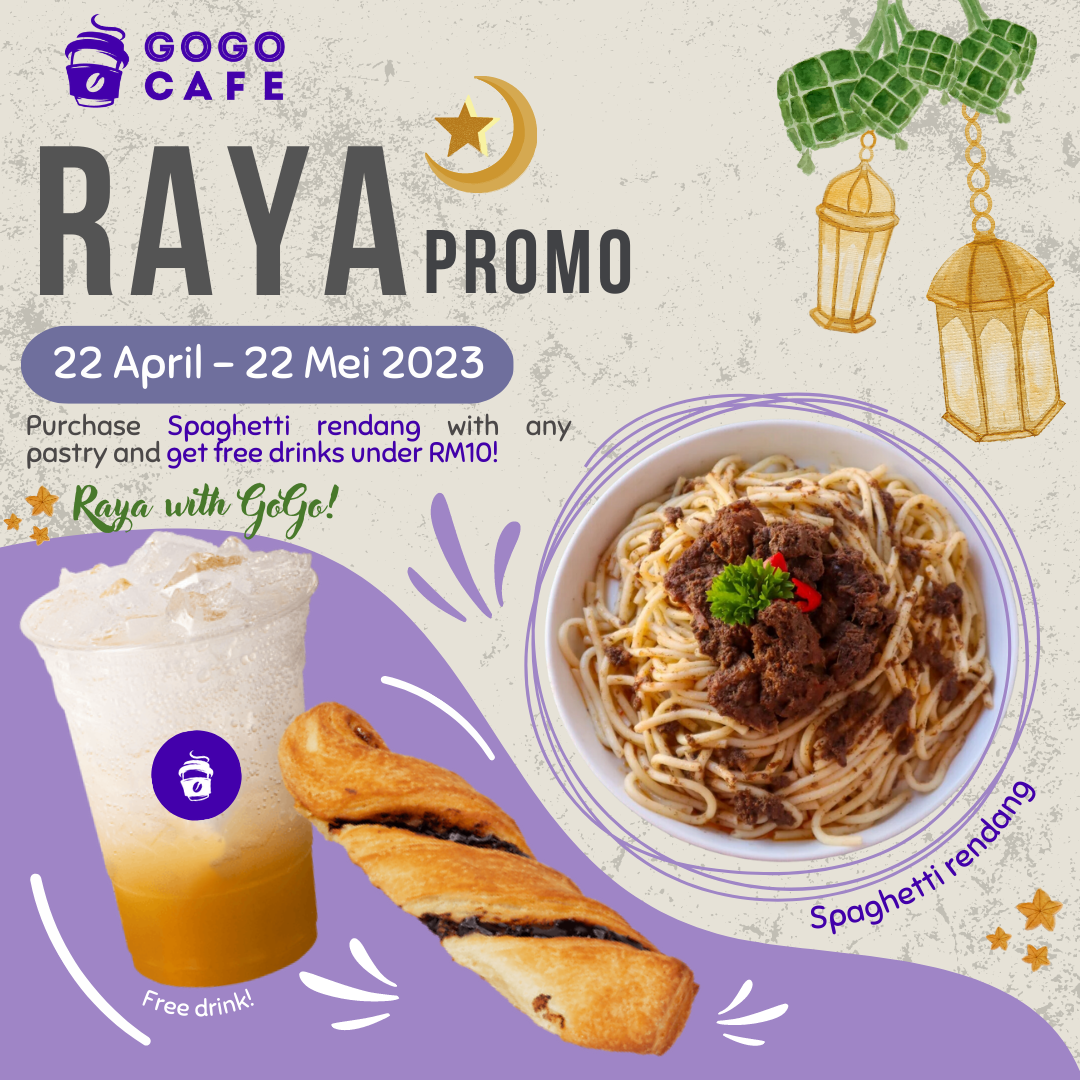 GOGO
CAFE
RAYA PROMO
22 April – 22 Mei 2023
Purchase Spaghetti rendang with any
pastry and get free drinks under RM10!
Raya with GoGo!
Spaghetti rendang
Free drink!